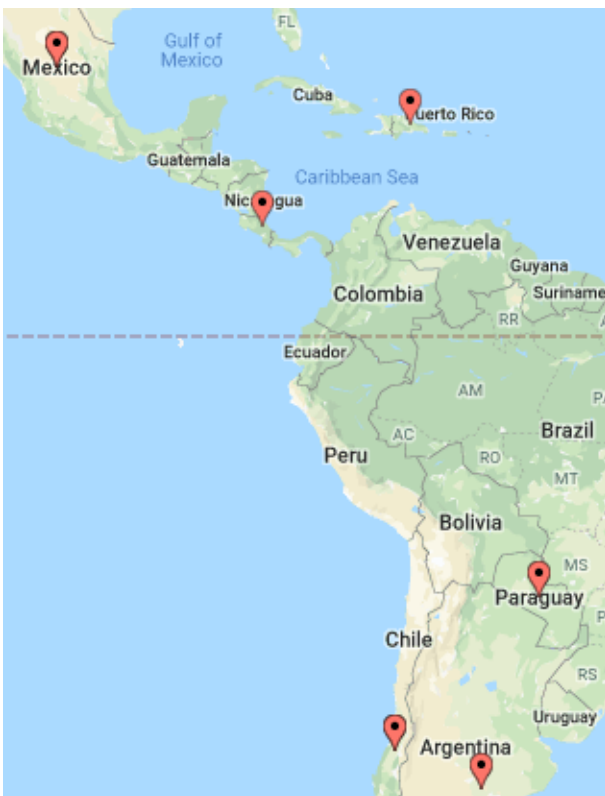 FL
Gulf of
Mexico
Mexico
Cuba
uerto Rico
Guatemala
Caribbean Sea
Nic gua
Venezuela
Guyana
Colombia
Suriname
RR
Ecuador
AM
PA
AC
Brazil
RO
Peru
MT
Bolivia
MS
Paraguay
Chile
RS
Uruguay
Argentina